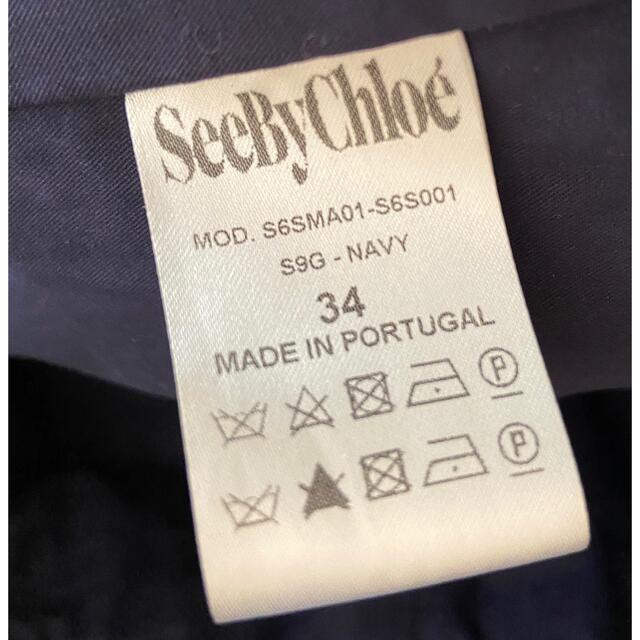 SeeByChloé
MOD. S6SMA01-S6S001
S9G - NAVY
34
MADE IN PORTUGAL
P
P